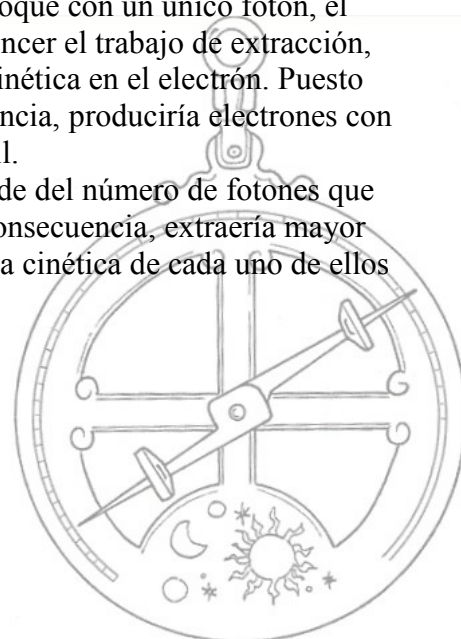 oque con un único fotón, el
ncer el trabajo de extracción,
inética en el electrón. Puesto
ncia, produciría electrones con
l.
de del número de fotones que
onsecuencia, extraería mayor
a cinética de cada uno de ellos